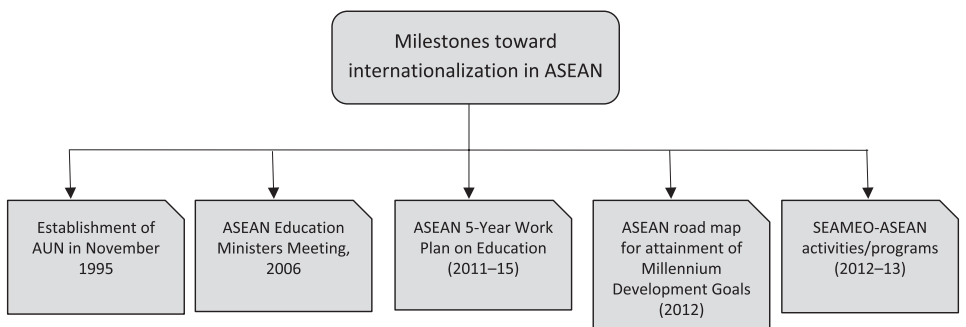 Milestones toward
internationalization in ASEAN
Establishment of
AUN in November
1995
ASEAN Education
Ministers Meeting,
2006
ASEAN 5-Year Work
Plan on Education
(2011–15)
ASEAN road map
for attainment of
Millennium
Development Goals
(2012)
SEAMEO-ASEAN
activities/programs
(2012–13)